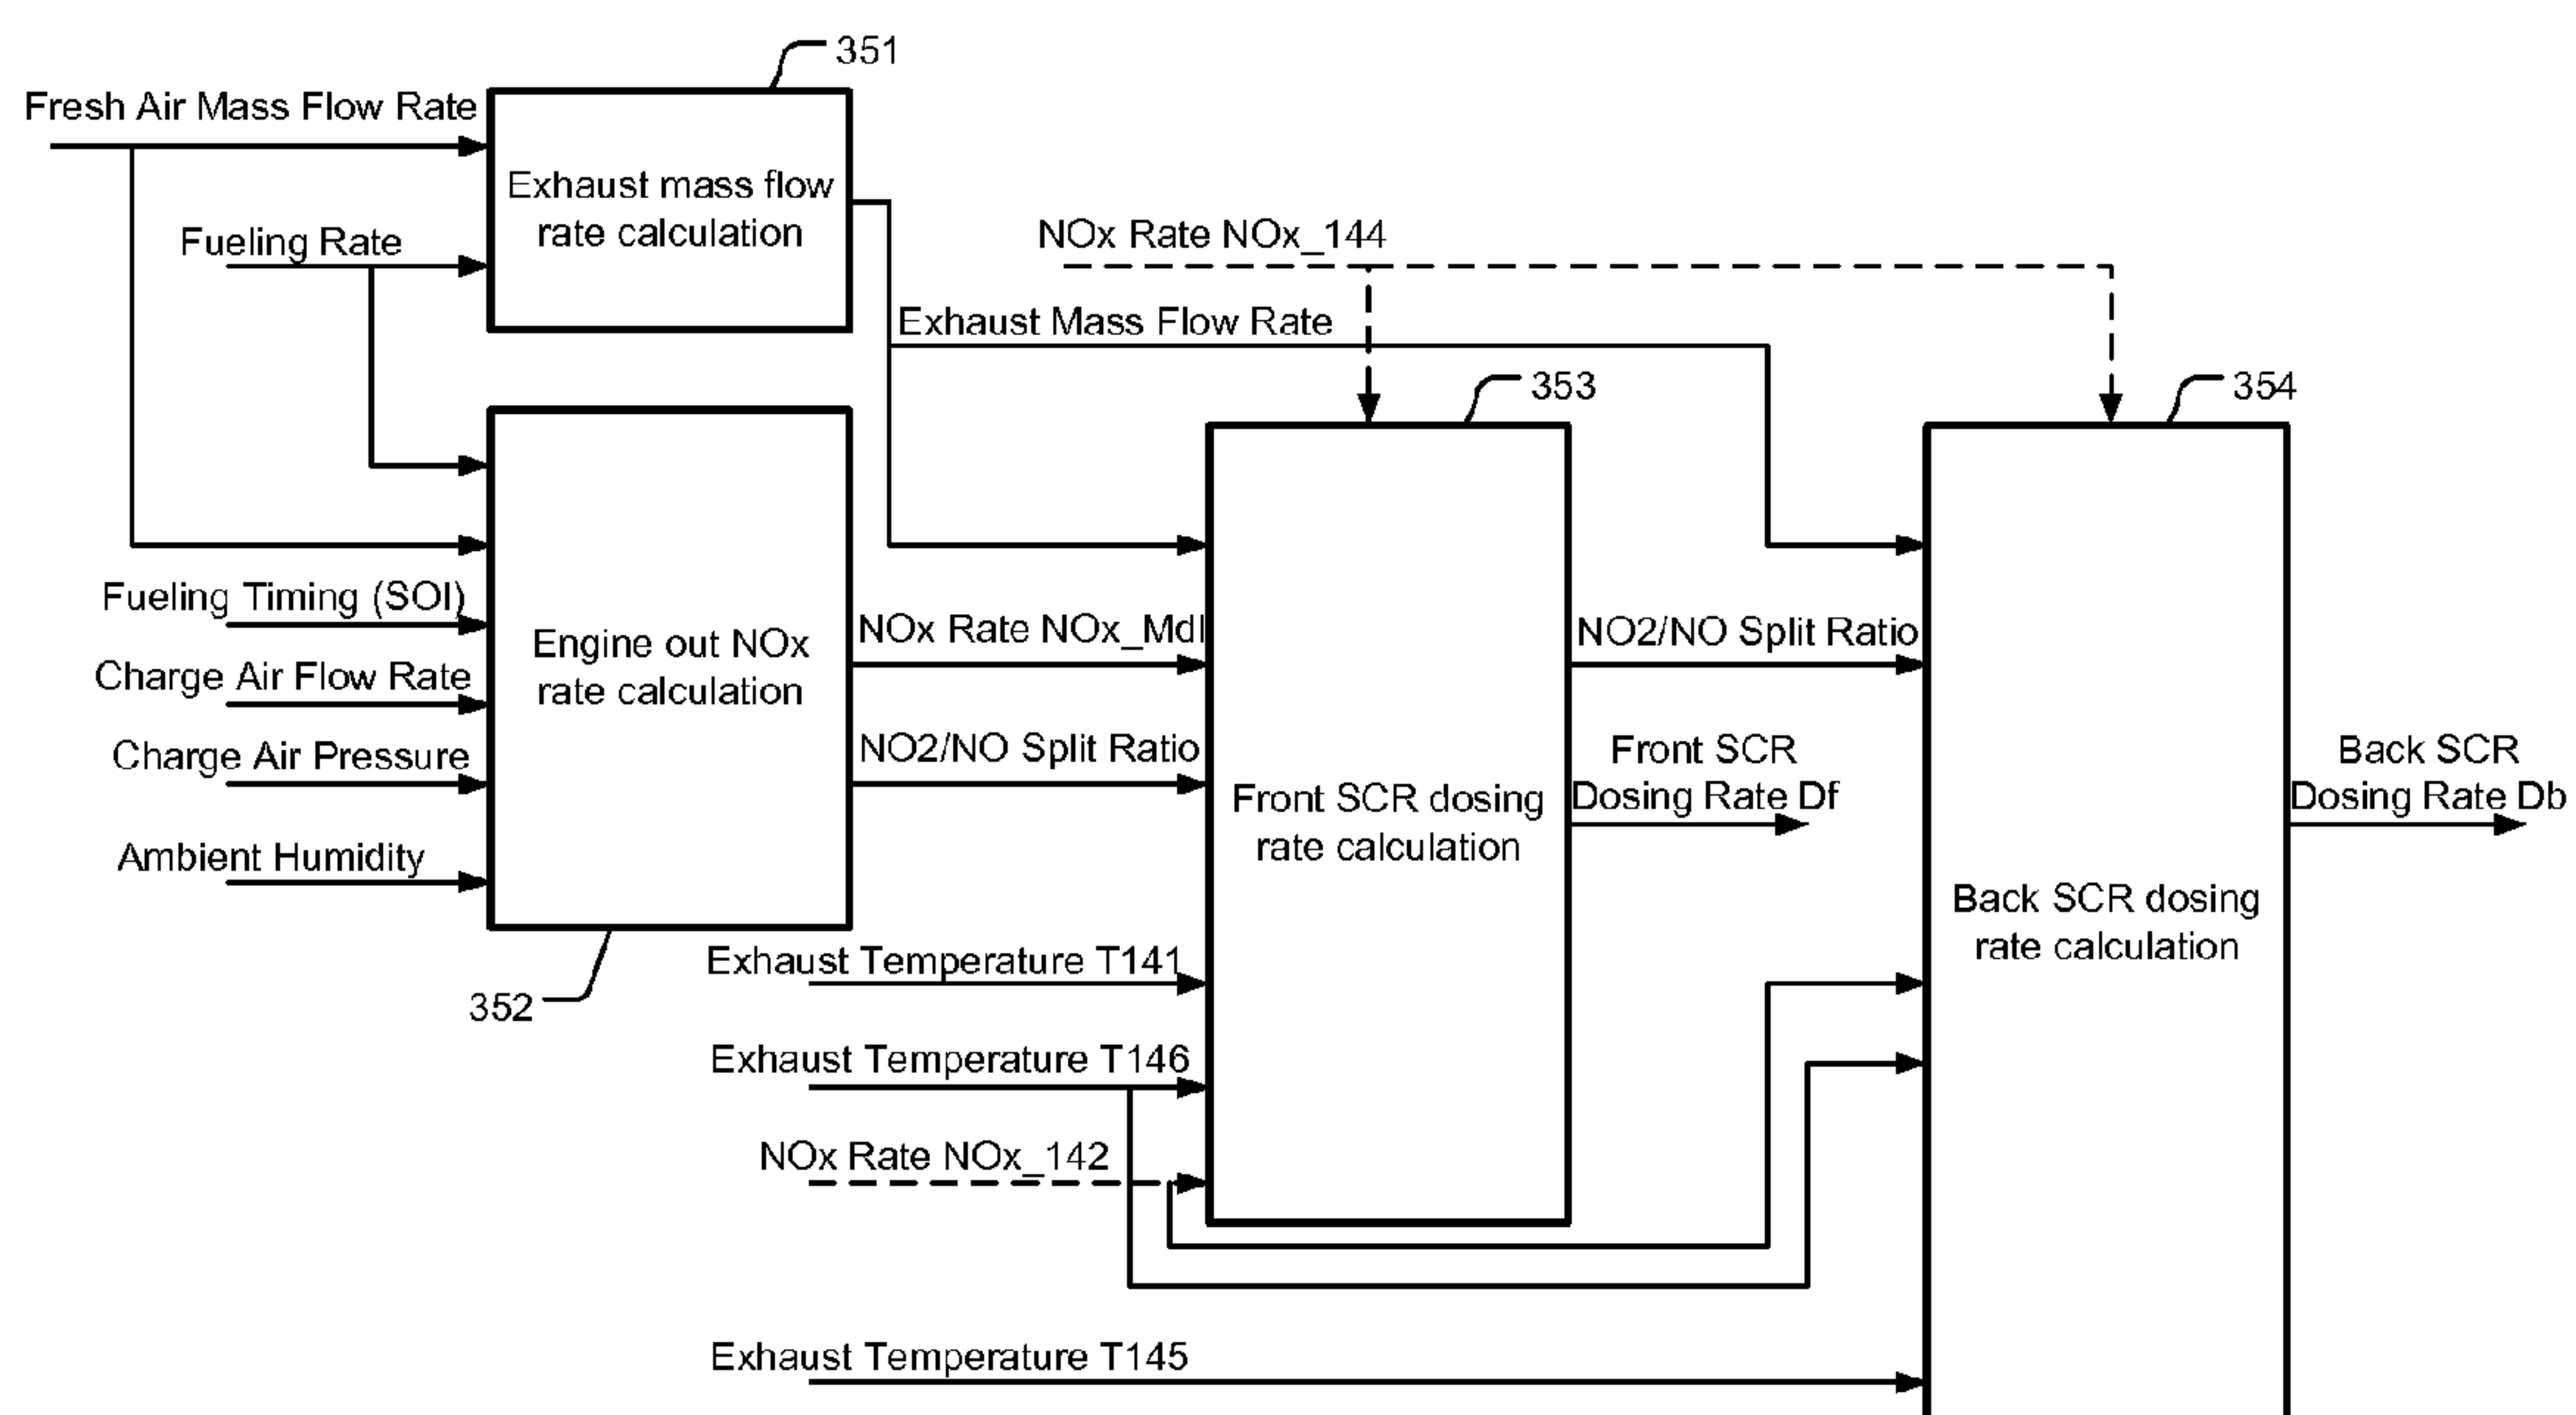 351
Fresh Air Mass Flow Rate
Exhaust mass flow
rate calculation
Fueling Rate
NOx Rate NOx_144
Exhaust Mass Flow Rate
353
354
Fueling Timing (SOI)
Engine out NOx
rate calculation
NOx Rate NOx_Mdl
NO2/NO Split Ratio
Charge Air Flow Rate
Charge Air Pressure
NO2/NO Split Ratio
Front SCR
Dosing Rate Df
Back SCR
Dosing Rate Db
Front SCR dosing
rate calculation
Ambient Humidity
Back SCR dosing
rate calculation
Exhaust Temperature T141
352
Exhaust Temperature T146
NOx Rate NOx_142
Exhaust Temperature T145